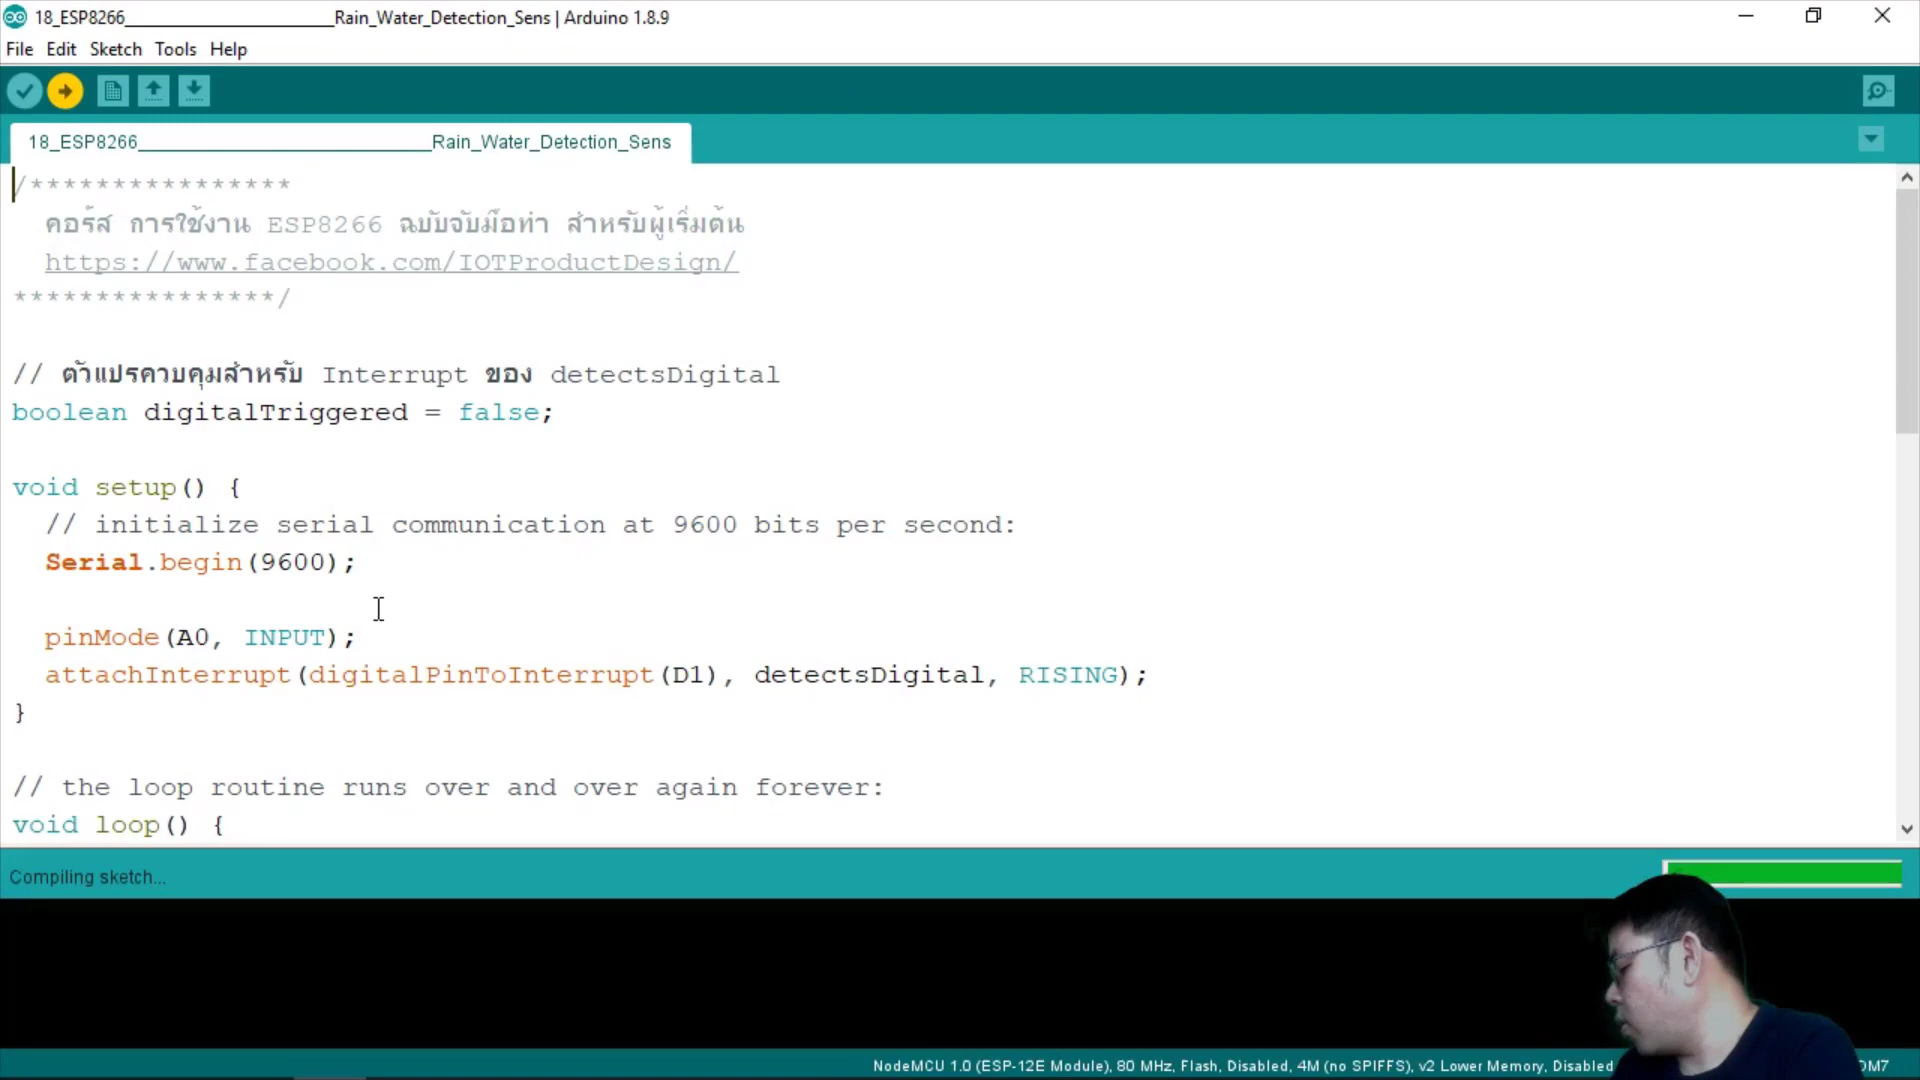 18_ESP8266______________________Rain_Water_Detection_Sens | Arduino 1.8.9
File Edit Sketch Tools Help
18_ESP8266______________________________Rain_Water_Detection_Sens
/****************
คอร์ส การใช้งาน ESP8266 ฉบับจับมือทำ สำหรับผู้เริ่มต้น
https://www.facebook.com/IOTProductDesign/
****************/
// ตัวแปรควบคุมสำหรับ Interrupt ของ detectsDigital
boolean digitalTriggered = false;
void setup() {
// initialize serial communication at 9600 bits per second:
Serial.begin(9600);
pinMode(A0, INPUT);
attachInterrupt(digitalPinToInterrupt(D1), detectsDigital, RISING);
}
// the loop routine runs over and over again forever:
void loop() {
Compiling sketch...
NodeMCU 1.0 (ESP-12E Module), 80 MHz, Flash, Disabled, 4M (no SPIFFS), v2 Lower Memory, Disabled